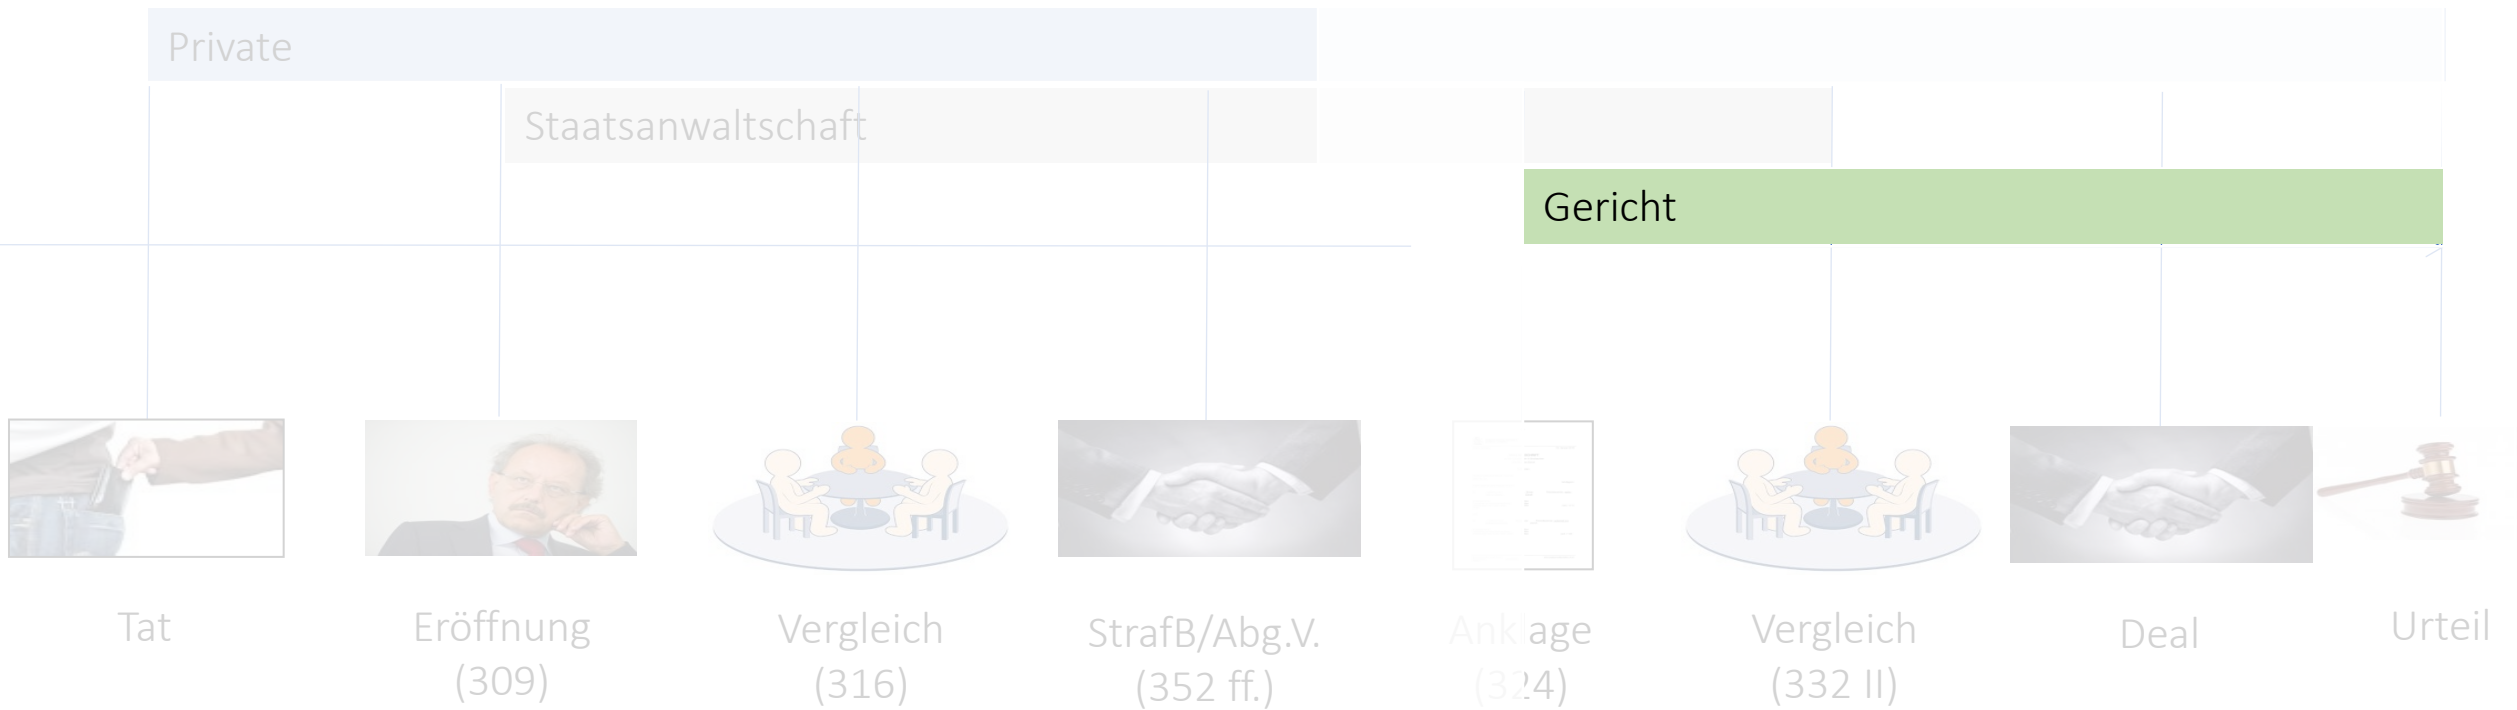 Private
Staatsanwaltschaft
Gericht
Tat
Eröffnung
(309)
Vergleich
(316)
StrafB/Abg.V.
(352 ff.)
Anklage
(324)
Vergleich
(332 II)
Deal
Urteil